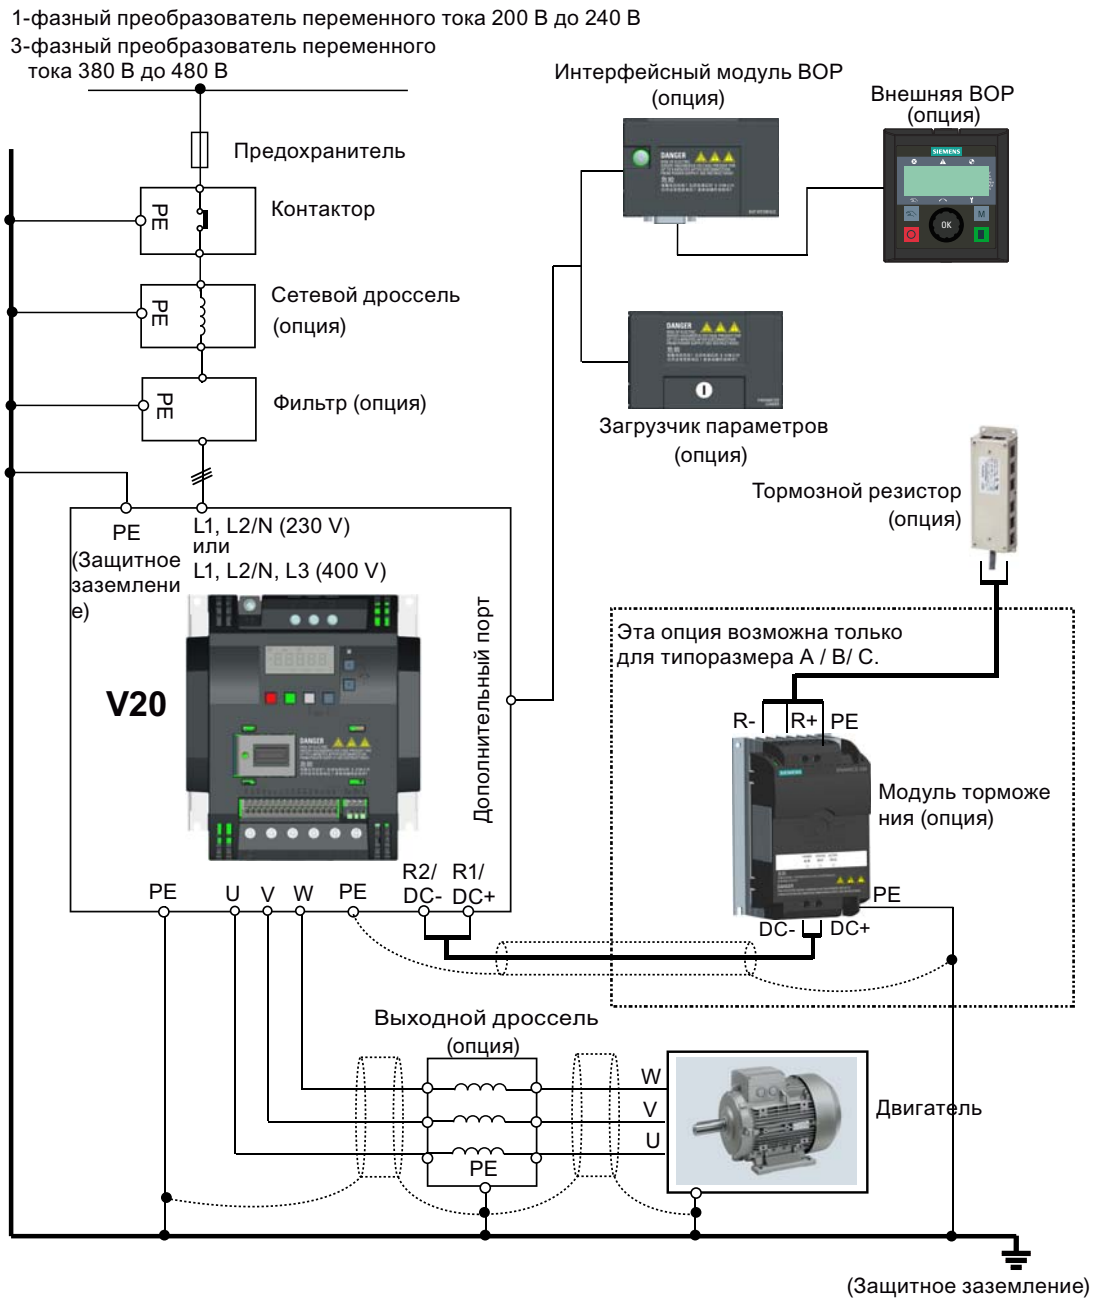 1-фазный преобразователь переменного тока 200 В до 240 В
3-фазный преобразователь переменного
тока 380 В до 480 В
Предохранитель
PE
Контактор
PE
Сетевой дроссель
(опция)
PE
Фильтр (опция)
Интерфейсный модуль BOP
(опция)
DANGER
Внешняя BOP
(опция)
SIEMENS
M
OK
DANGER
Загрузчик параметров
(опция)
Тормозной резистор
(опция)
PE
(Защитное
заземлени
е)
L1, L2/N (230 V)
или
L1, L2/N, L3 (400 V)
V20
DANGER
Дополнительный порт
Эта опция возможна только
для типоразмера A / B/ C.
R- R+ PE
SIEMENS
DANGER
Модуль торможе
ния (опция)
PE
DC- DC+
PE U V W PE
R2/ R1/
DC- DC+
Выходной дроссель
(опция)
PE
W
V
U
Двигатель
(Защитное заземление)